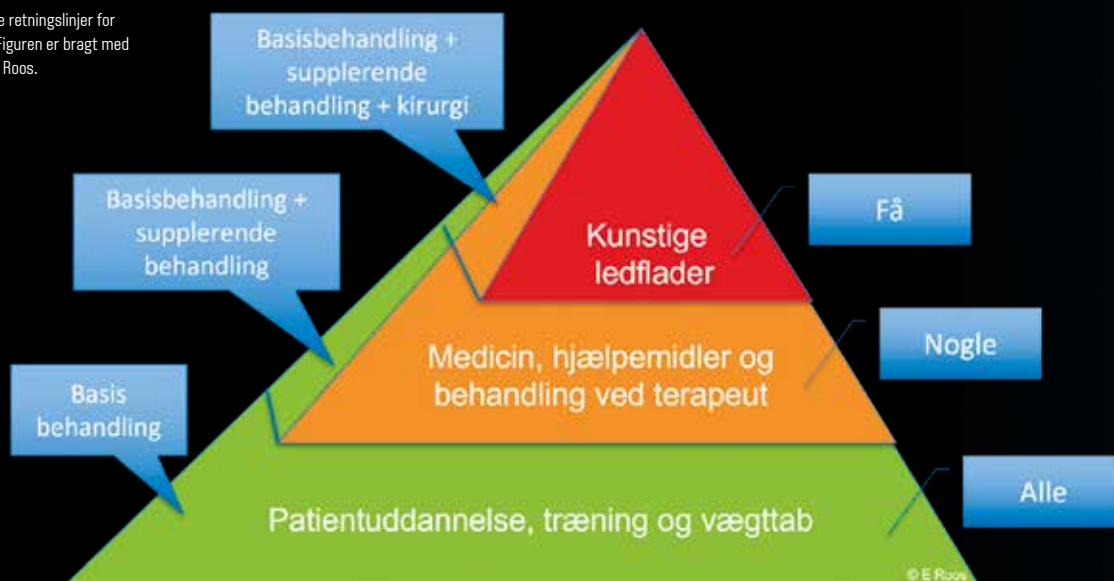 e retningslinjer for
Figuren er bragt med
Roos.
Basisbehandling +
supplerende
behandling + kirurgi
Basisbehandling +
supplerende
behandling
Basis
behandling
Kunstige
ledflader
Medicin, hjælpemidler og
behandling ved terapeut
Patientuddannelse, træning og vægttab
Få
Nogle
Alle
© E Roos